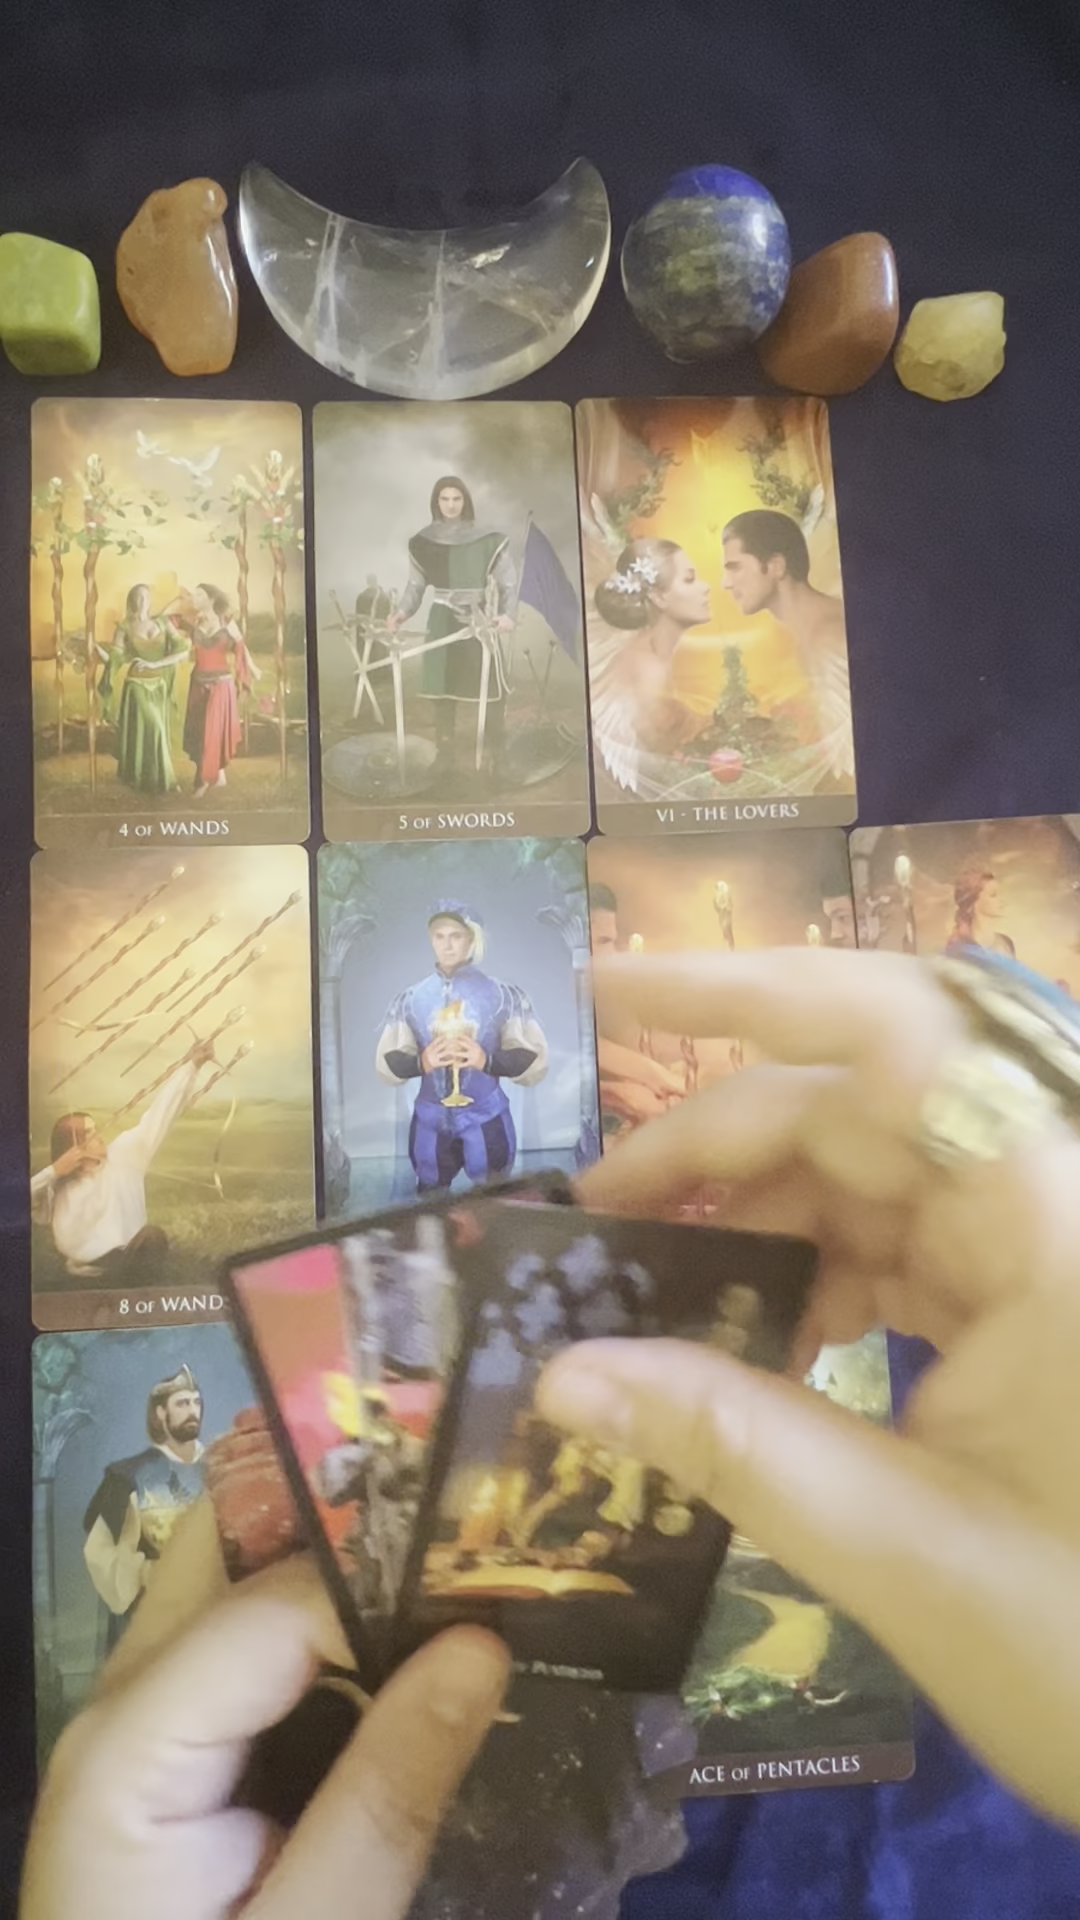 4 OF WANDS
5 OF SWORDS
VI · THE LOVERS
8 OF WAND
ACE OF PENTACLES